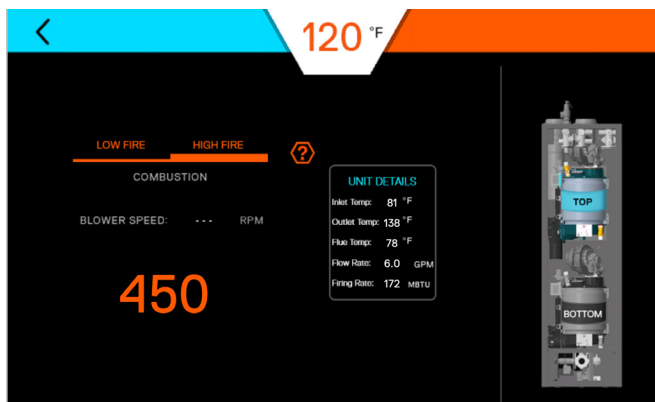 120 °F
LOW FIRE HIGH FIRE
?
COMBUSTION
BLOWER SPEED: --- RPM
450
UNIT DETAILS
Inlet Temp: 81 °F
Outlet Temp: 138 °F
Flue Temp: 78 °F
Flow Rate: 6.0 GPM
Firing Rate: 172 MBTU
TOP
BOTTOM